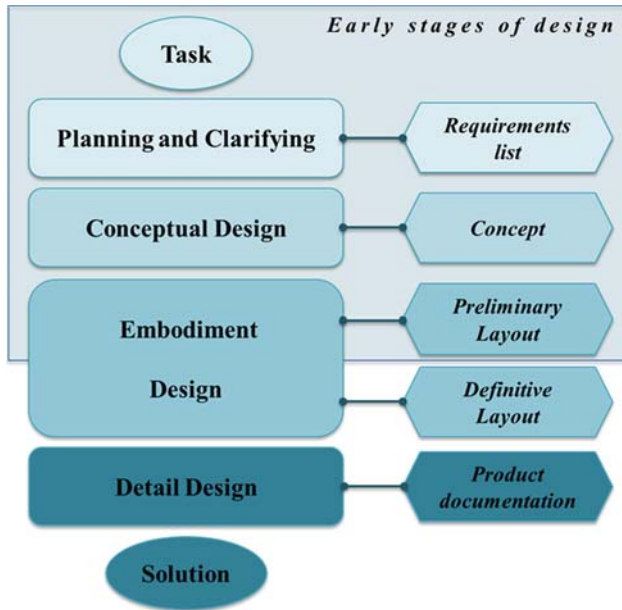 Early stages of design
Task
Planning and Clarifying
Requirements
list
Conceptual Design
Concept
Embodiment
Design
Preliminary
Layout
Definitive
Layout
Detail Design
Product
documentation
Solution